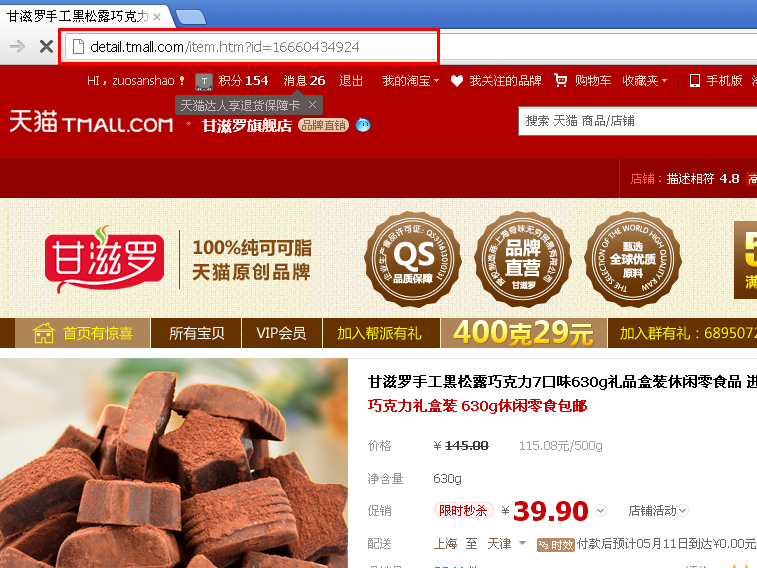 甘滋罗手工黑松露巧克力
detail.tmall.com/item.htm?id=16660434924
HI，zuosanshao！ T 积分 154 消息 26 退出 我的淘宝 我关注的品牌 购物车 收藏夹 手机版
天猫达人享退货保障卡
天猫 TMALL.COM 甘滋罗旗舰店 品牌直销
搜索 天猫 商品/店铺
店铺：描述相符 4.8 高
甘滋罗
100%纯可可脂
天猫原创品牌
QS
品质保障
品牌
直营
甘滋罗
THE SELECTION OF THE WORLD HIGH QUALITY RAW
甄选
全球优质
原料
首页有惊喜 所有宝贝 VIP会员 加入帮派有礼 400克29元 加入群有礼：6895072
甘滋罗手工黑松露巧克力7口味630g礼品盒装休闲零食品
巧克力礼盒装 630g休闲零食包邮
价格 ¥ 145.00 115.08元/500g
净含量 630g
促销 限时秒杀 ¥ 39.90 店铺活动
配送 上海 至 天津 时效 付款后预计05月11日到达¥0.00元